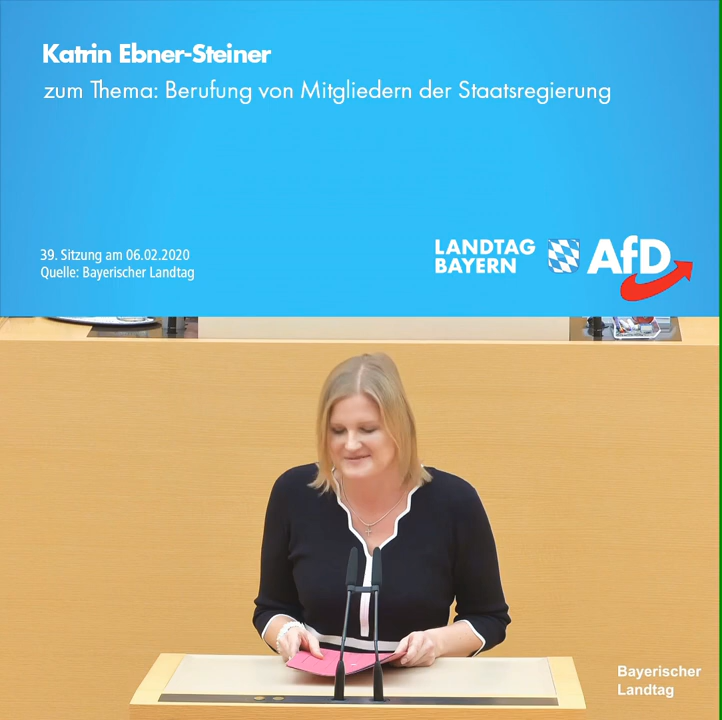 Katrin Ebner-Steiner
zum Thema: Berufung von Mitgliedern der Staatsregierung
39. Sitzung am 06.02.2020
Quelle: Bayerischer Landtag
LANDTAG
BAYERN
AfD
Bayerischer
Landtag